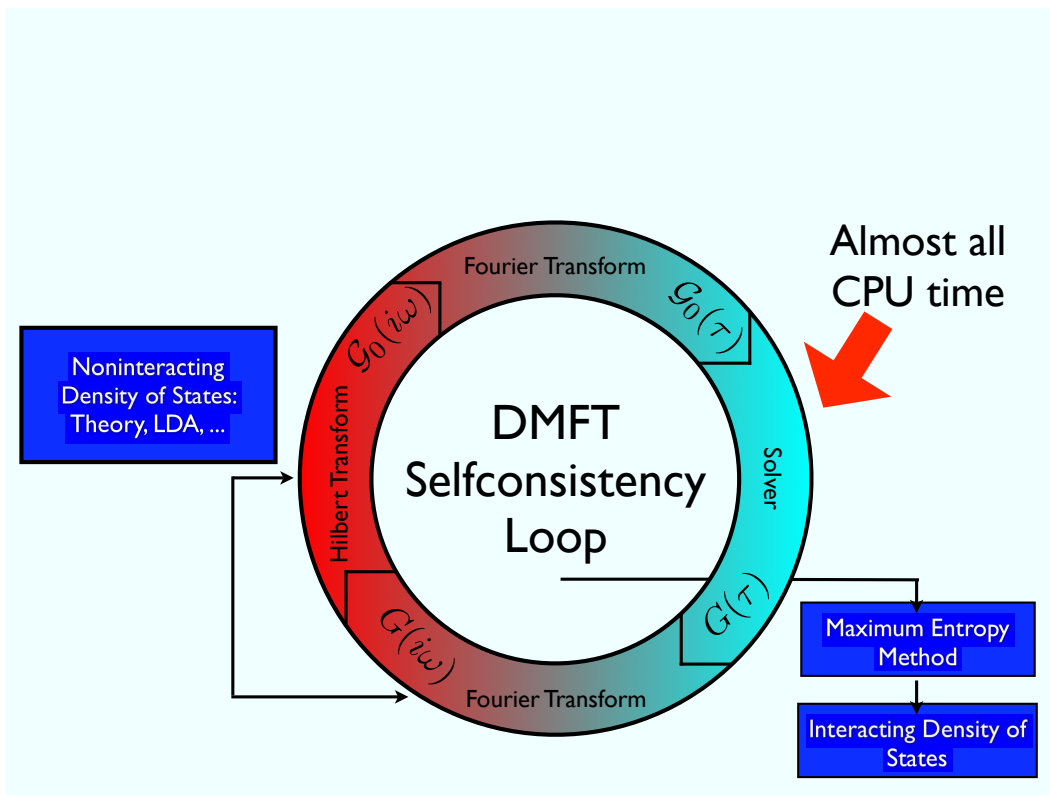 Almost all
CPU time
Fourier Transform
𝒢₀(iω)
𝒢₀(τ)
Noninteracting
Density of States:
Theory, LDA, ...
Hilbert Transform
DMFT
Selfconsistency
Loop
Solver
G(iω)
G(τ)
Fourier Transform
Maximum Entropy
Method
Interacting Density of
States